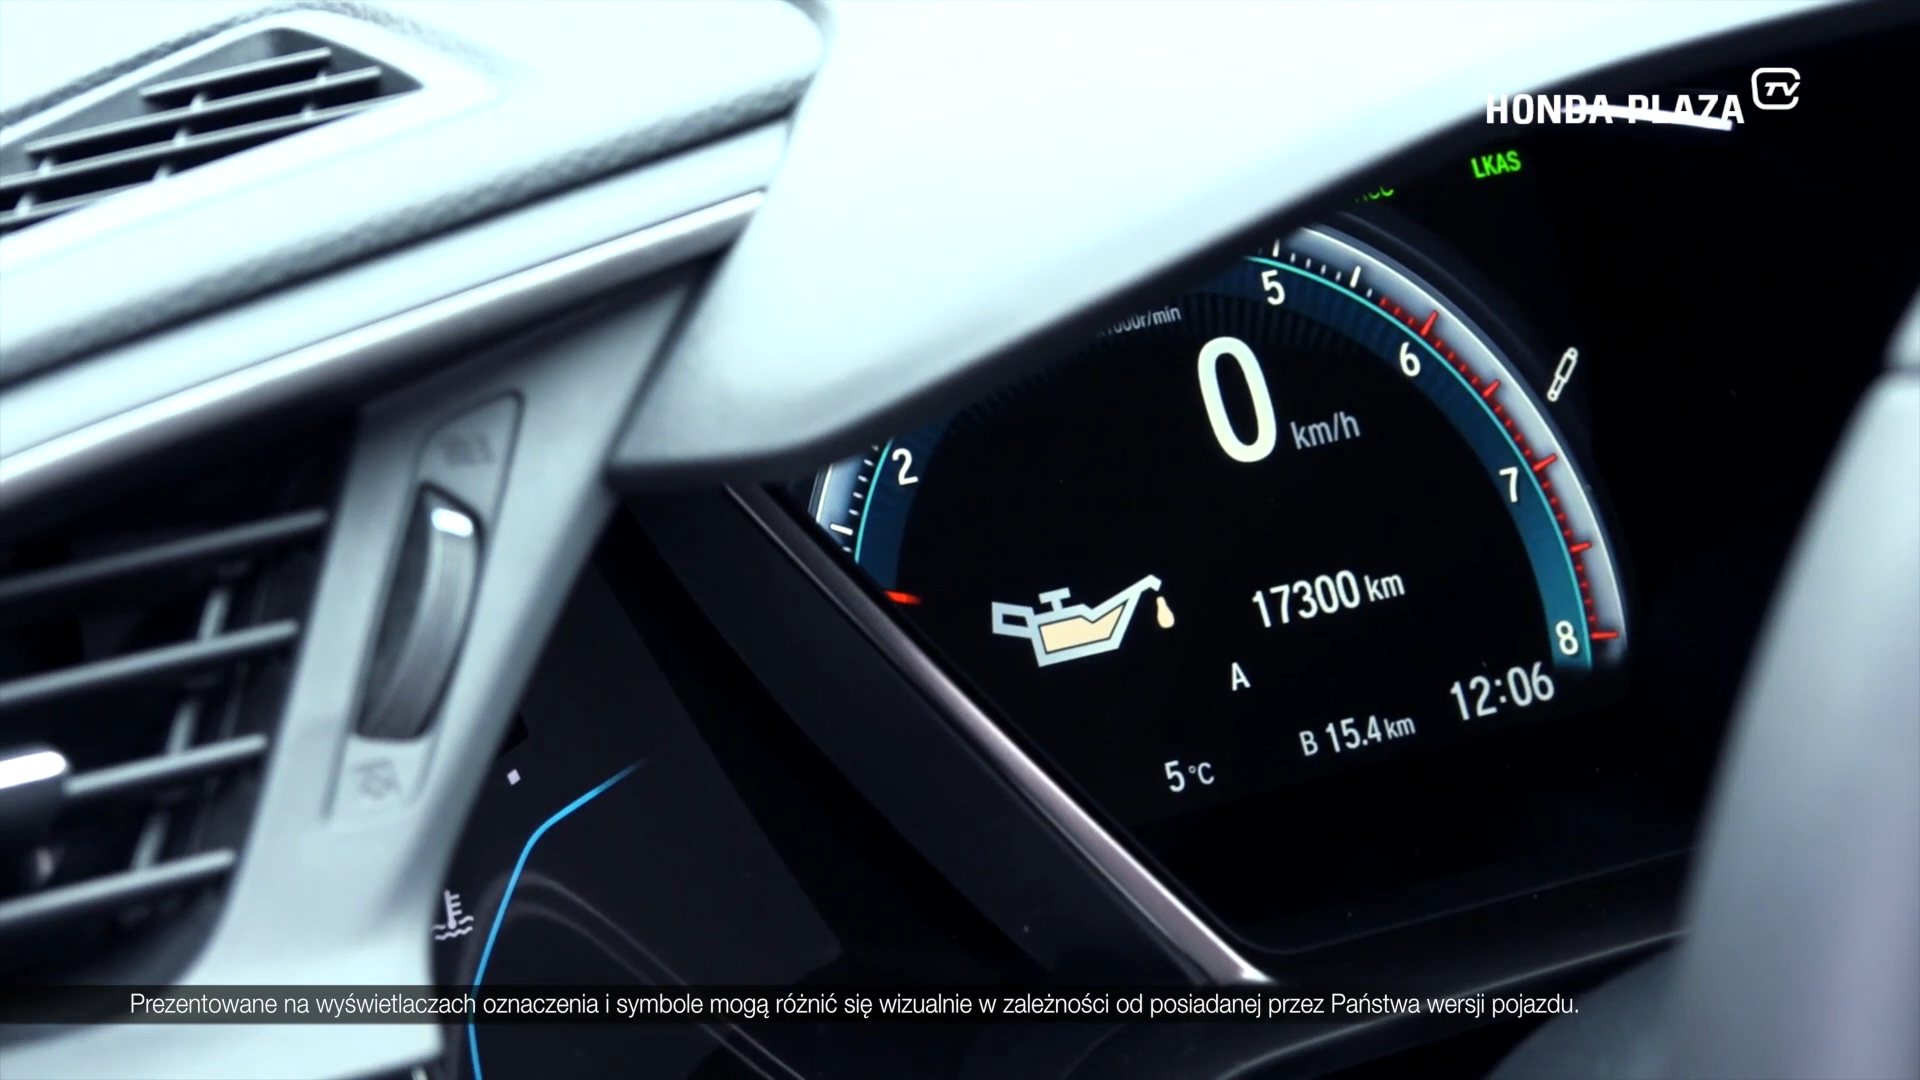 HONDA PLAZA TV
LKAS
x1000r/min
5
6
7
8
2
0 km/h
17300 km
A
B 15.4 km
12:06
5 °C
Prezentowane na wyświetlaczach oznaczenia i symbole mogą różnić się wizualnie w zależności od posiadanej przez Państwa wersji pojazdu.